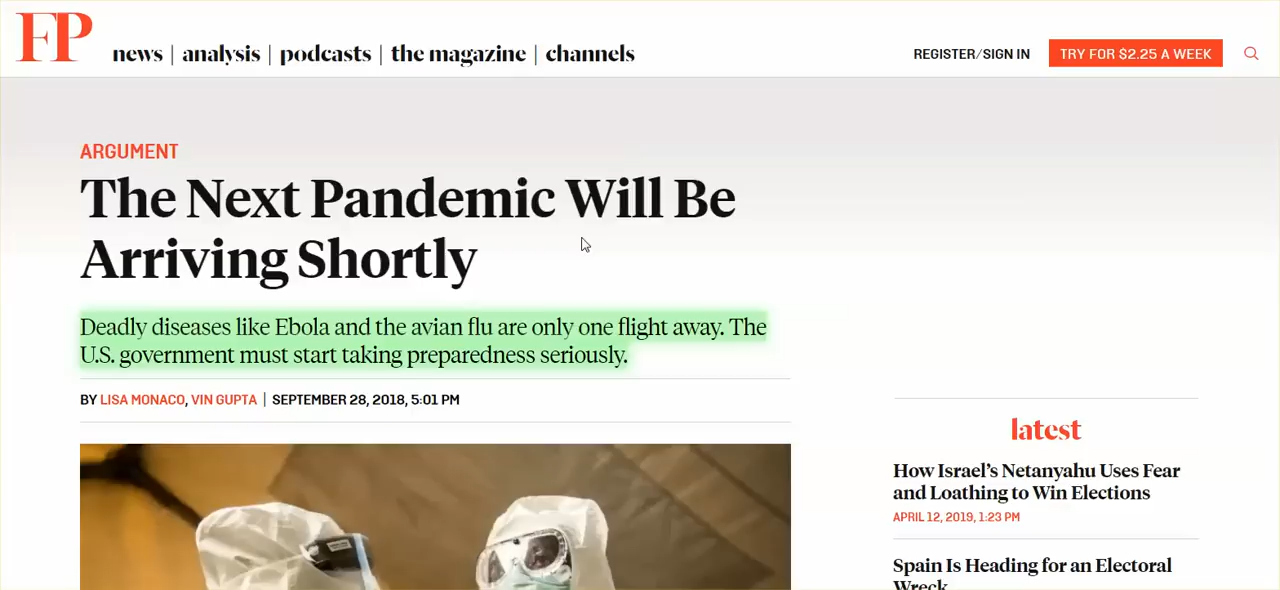 FP
news | analysis | podcasts | the magazine | channels
REGISTER/SIGN IN
TRY FOR $2.25 A WEEK
ARGUMENT
The Next Pandemic Will Be
Arriving Shortly
Deadly diseases like Ebola and the avian flu are only one flight away. The
U.S. government must start taking preparedness seriously.
BY LISA MONACO, VIN GUPTA | SEPTEMBER 28, 2018, 5:01 PM
latest
How Israel's Netanyahu Uses Fear
and Loathing to Win Elections
APRIL 12, 2019, 1:23 PM
Spain Is Heading for an Electoral
Wreck